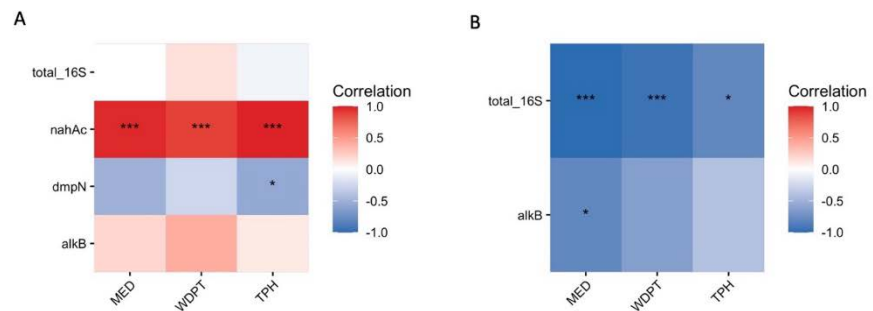 A
total_16S
nahAc
*** *** ***
dmpN
*
alkB
MED
WDPT
TPH
Correlation
1.0
0.5
0.0
-0.5
-1.0
B
total_16S
*** *** *
alkB
*
MED
WDPT
TPH
Correlation
1.0
0.5
0.0
-0.5
-1.0